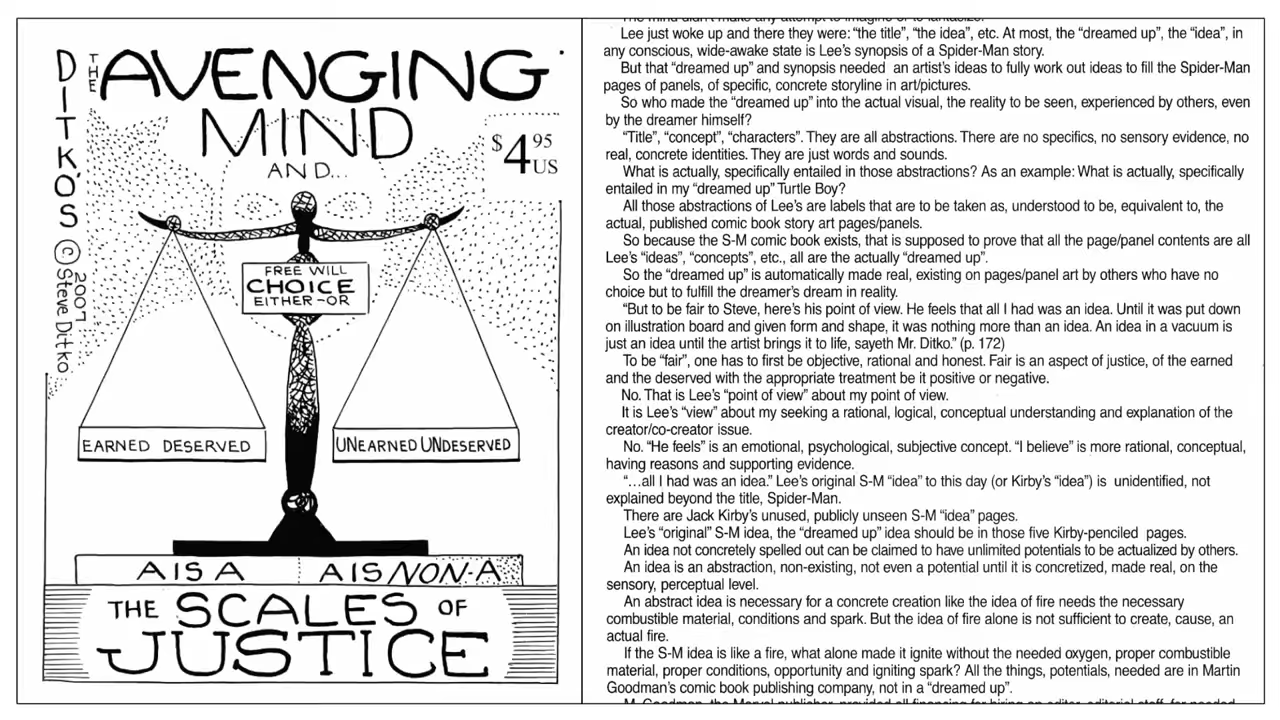 DITKO'S
© Steve Ditko
2007
THE
AVENGING
MIND
AND...
$4.95
US
FREE WILL
CHOICE
EITHER-OR
EARNED DESERVED
UNEARNED UNDESERVED
A IS A
A IS NON-A
THE SCALES OF
JUSTICE
The mind didn't make any attempt to imagine or to fantasize.
Lee just woke up and there they were: “the title”, “the idea”, etc. At most, the “dreamed up”, the “idea”, in
any conscious, wide-awake state is Lee's synopsis of a Spider-Man story.
But that “dreamed up” and synopsis needed an artist's ideas to fully work out ideas to fill the Spider-Man
pages of panels, of specific, concrete storyline in art/pictures.
So who made the “dreamed up” into the actual visual, the reality to be seen, experienced by others, even
by the dreamer himself?
“Title”, “concept”, “characters”. They are all abstractions. There are no specifics, no sensory evidence, no
real, concrete identities. They are just words and sounds.
What is actually, specifically entailed in those abstractions? As an example: What is actually, specifically
entailed in my “dreamed up” Turtle Boy?
All those abstractions of Lee's are labels that are to be taken as, understood to be, equivalent to, the
actual, published comic book story art pages/panels.
So because the S-M comic book exists, that is supposed to prove that all the page/panel contents are all
Lee's “ideas”, “concepts”, etc., all are the actually “dreamed up”.
So the “dreamed up” is automatically made real, existing on pages/panel art by others who have no
choice but to fulfill the dreamer's dream in reality.
“But to be fair to Steve, here's his point of view. He feels that all I had was an idea. Until it was put down
on illustration board and given form and shape, it was nothing more than an idea. An idea in a vacuum is
just an idea until the artist brings it to life, sayeth Mr. Ditko.” (p. 172)
To be “fair”, one has to first be objective, rational and honest. Fair is an aspect of justice, of the earned
and the deserved with the appropriate treatment be it positive or negative.
No. That is Lee's “point of view” about my point of view.
It is Lee's “view” about my seeking a rational, logical, conceptual understanding and explanation of the
creator/co-creator issue.
No. “He feels” is an emotional, psychological, subjective concept. “I believe” is more rational, conceptual,
having reasons and supporting evidence.
“…all I had was an idea.” Lee's original S-M “idea” to this day (or Kirby's “idea”) is unidentified, not
explained beyond the title, Spider-Man.
There are Jack Kirby's unused, publicly unseen S-M “idea” pages.
Lee's “original” S-M idea, the “dreamed up” idea should be in those five Kirby-penciled pages.
An idea not concretely spelled out can be claimed to have unlimited potentials to be actualized by others.
An idea is an abstraction, non-existing, not even a potential until it is concretized, made real, on the
sensory, perceptual level.
An abstract idea is necessary for a concrete creation like the idea of fire needs the necessary
combustible material, conditions and spark. But the idea of fire alone is not sufficient to create, cause, an
actual fire.
If the S-M idea is like a fire, what alone made it ignite without the needed oxygen, proper combustible
material, proper conditions, opportunity and igniting spark? All the things, potentials, needed are in Martin
Goodman's comic book publishing company, not in a “dreamed up”.
M. Goodman, the Marvel publisher, provided all financing for hiring an editor, editorial staff, for needed